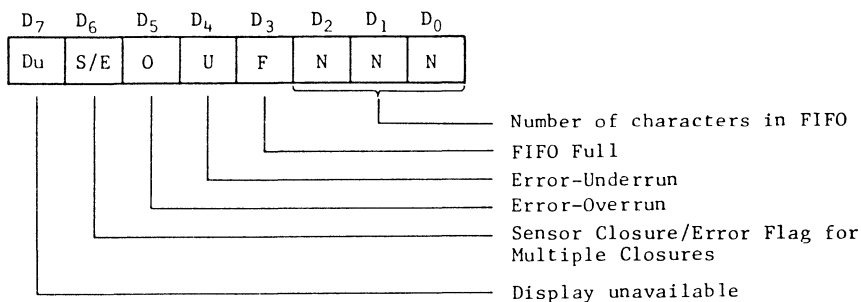 D7 D6 D5 D4 D3 D2 D1 D0
Du S/E O U F N N N
Number of characters in FIFO
FIFO Full
Error-Underrun
Error-Overrun
Sensor Closure/Error Flag for
Multiple Closures
Display unavailable